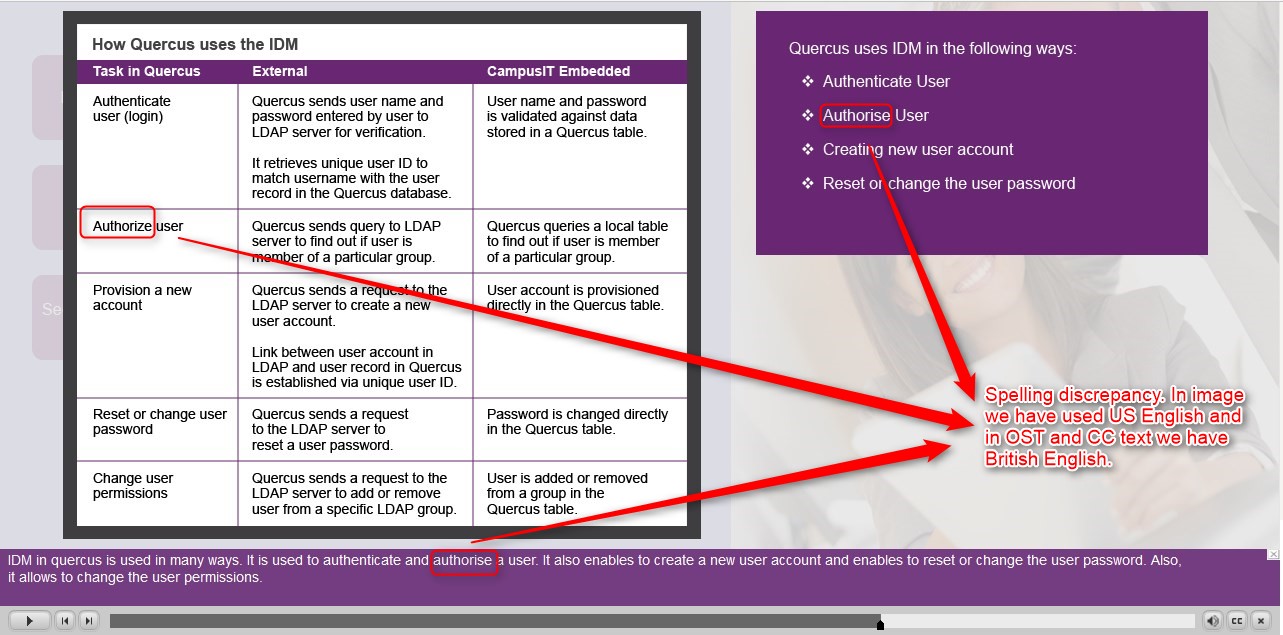 How Quercus uses the IDM
Task in Quercus External CampusIT Embedded
Authenticate
user (login)
Quercus sends user name and
password entered by user to
LDAP server for verification.
It retrieves unique user ID to
match username with the user
record in the Quercus database.
User name and password
is validated against data
stored in a Quercus table.
Authorize user
Quercus sends query to LDAP
server to find out if user is
member of a particular group.
Quercus queries a local table
to find out if user is member
of a particular group.
Provision a new
account
Quercus sends a request to the
LDAP server to create a new
user account.
Link between user account in
LDAP and user record in Quercus
is established via unique user ID.
User account is provisioned
directly in the Quercus table.
Reset or change user
password
Quercus sends a request
to the LDAP server to
reset a user password.
Password is changed directly
in the Quercus table.
Change user
permissions
Quercus sends a request to the
LDAP server to add or remove
user from a specific LDAP group.
User is added or removed
from a group in the
Quercus table.
Se
Quercus uses IDM in the following ways:
❖ Authenticate User
❖ Authorise User
❖ Creating new user account
❖ Reset or change the user password
Spelling discrepancy. In image
we have used US English and
in OST and CC text we have
British English.
IDM in quercus is used in many ways. It is used to authenticate and authorise a user. It also enables to create a new user account and enables to reset or change the user password. Also,
it allows to change the user permissions.
CC